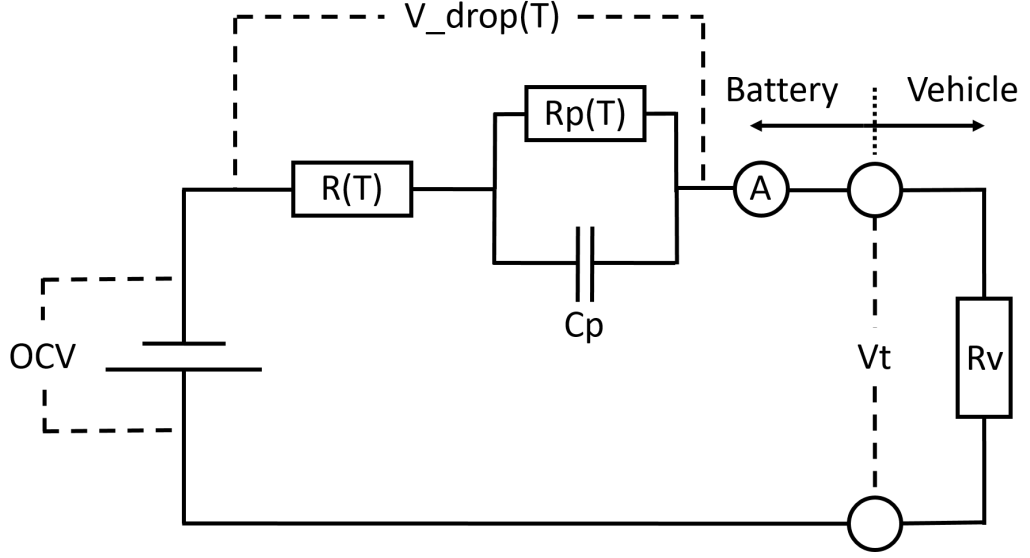 V_drop(T)
Battery
Vehicle
Rp(T)
R(T)
A
Cp
OCV
Vt
Rv